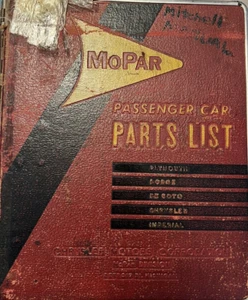 Mitchell
MOPAR
PASSENGER CAR
PARTS LIST
PLYMOUTH
DODGE
DE SOTO
CHRYSLER
IMPERIAL